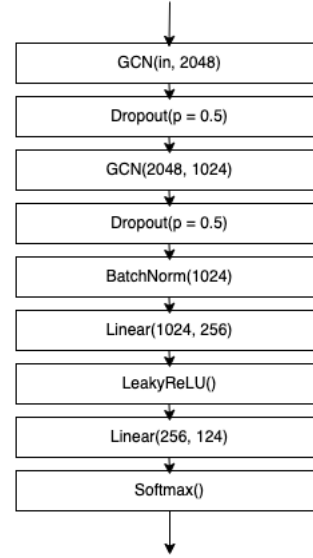 GCN(in, 2048)
Dropout(p = 0.5)
GCN(2048, 1024)
Dropout(p = 0.5)
BatchNorm(1024)
Linear(1024, 256)
LeakyReLU()
Linear(256, 124)
Softmax()